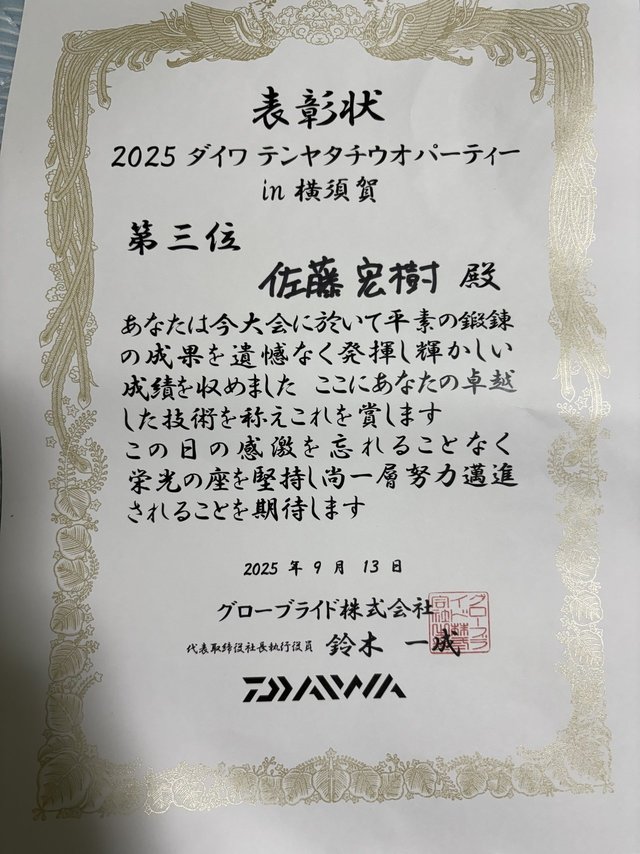 表彰状
2025 ダイワ テンヤタチウオパーティー
in 横須賀
第三位
佐藤宏樹 殿
あなたは今大会に於いて平素の鍛錬
の成果を遺憾なく発揮し輝かしい
成績を収めました ここにあなたの卓越
した技術を称えこれを賞します
この日の感激を忘れることなく
栄光の座を堅持し尚一層努力邁進
されることを期待します
2025 年 9 月 13 日
グローブライド株式会社
代表取締役社長執行役員 鈴木 一成
DAIWA